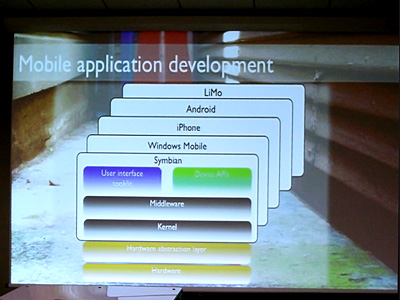 Mobile application development
LiMo
Android
iPhone
Windows Mobile
Symbian
User interface
toolkits
Device APIs
Middleware
Kernel
Hardware abstraction layer
Hardware